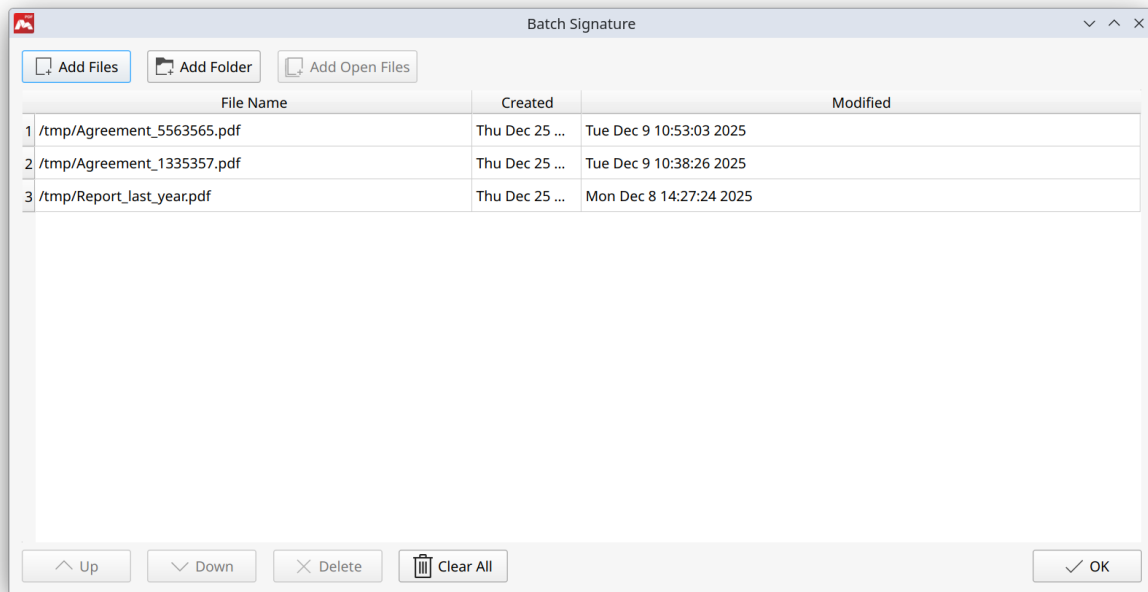 Batch Signature
Add Files Add Folder Add Open Files
File Name Created Modified
1 /tmp/Agreement_5563565.pdf Thu Dec 25 ... Tue Dec 9 10:53:03 2025
2 /tmp/Agreement_1335357.pdf Thu Dec 25 ... Tue Dec 9 10:38:26 2025
3 /tmp/Report_last_year.pdf Thu Dec 25 ... Mon Dec 8 14:27:24 2025
Up Down Delete Clear All OK